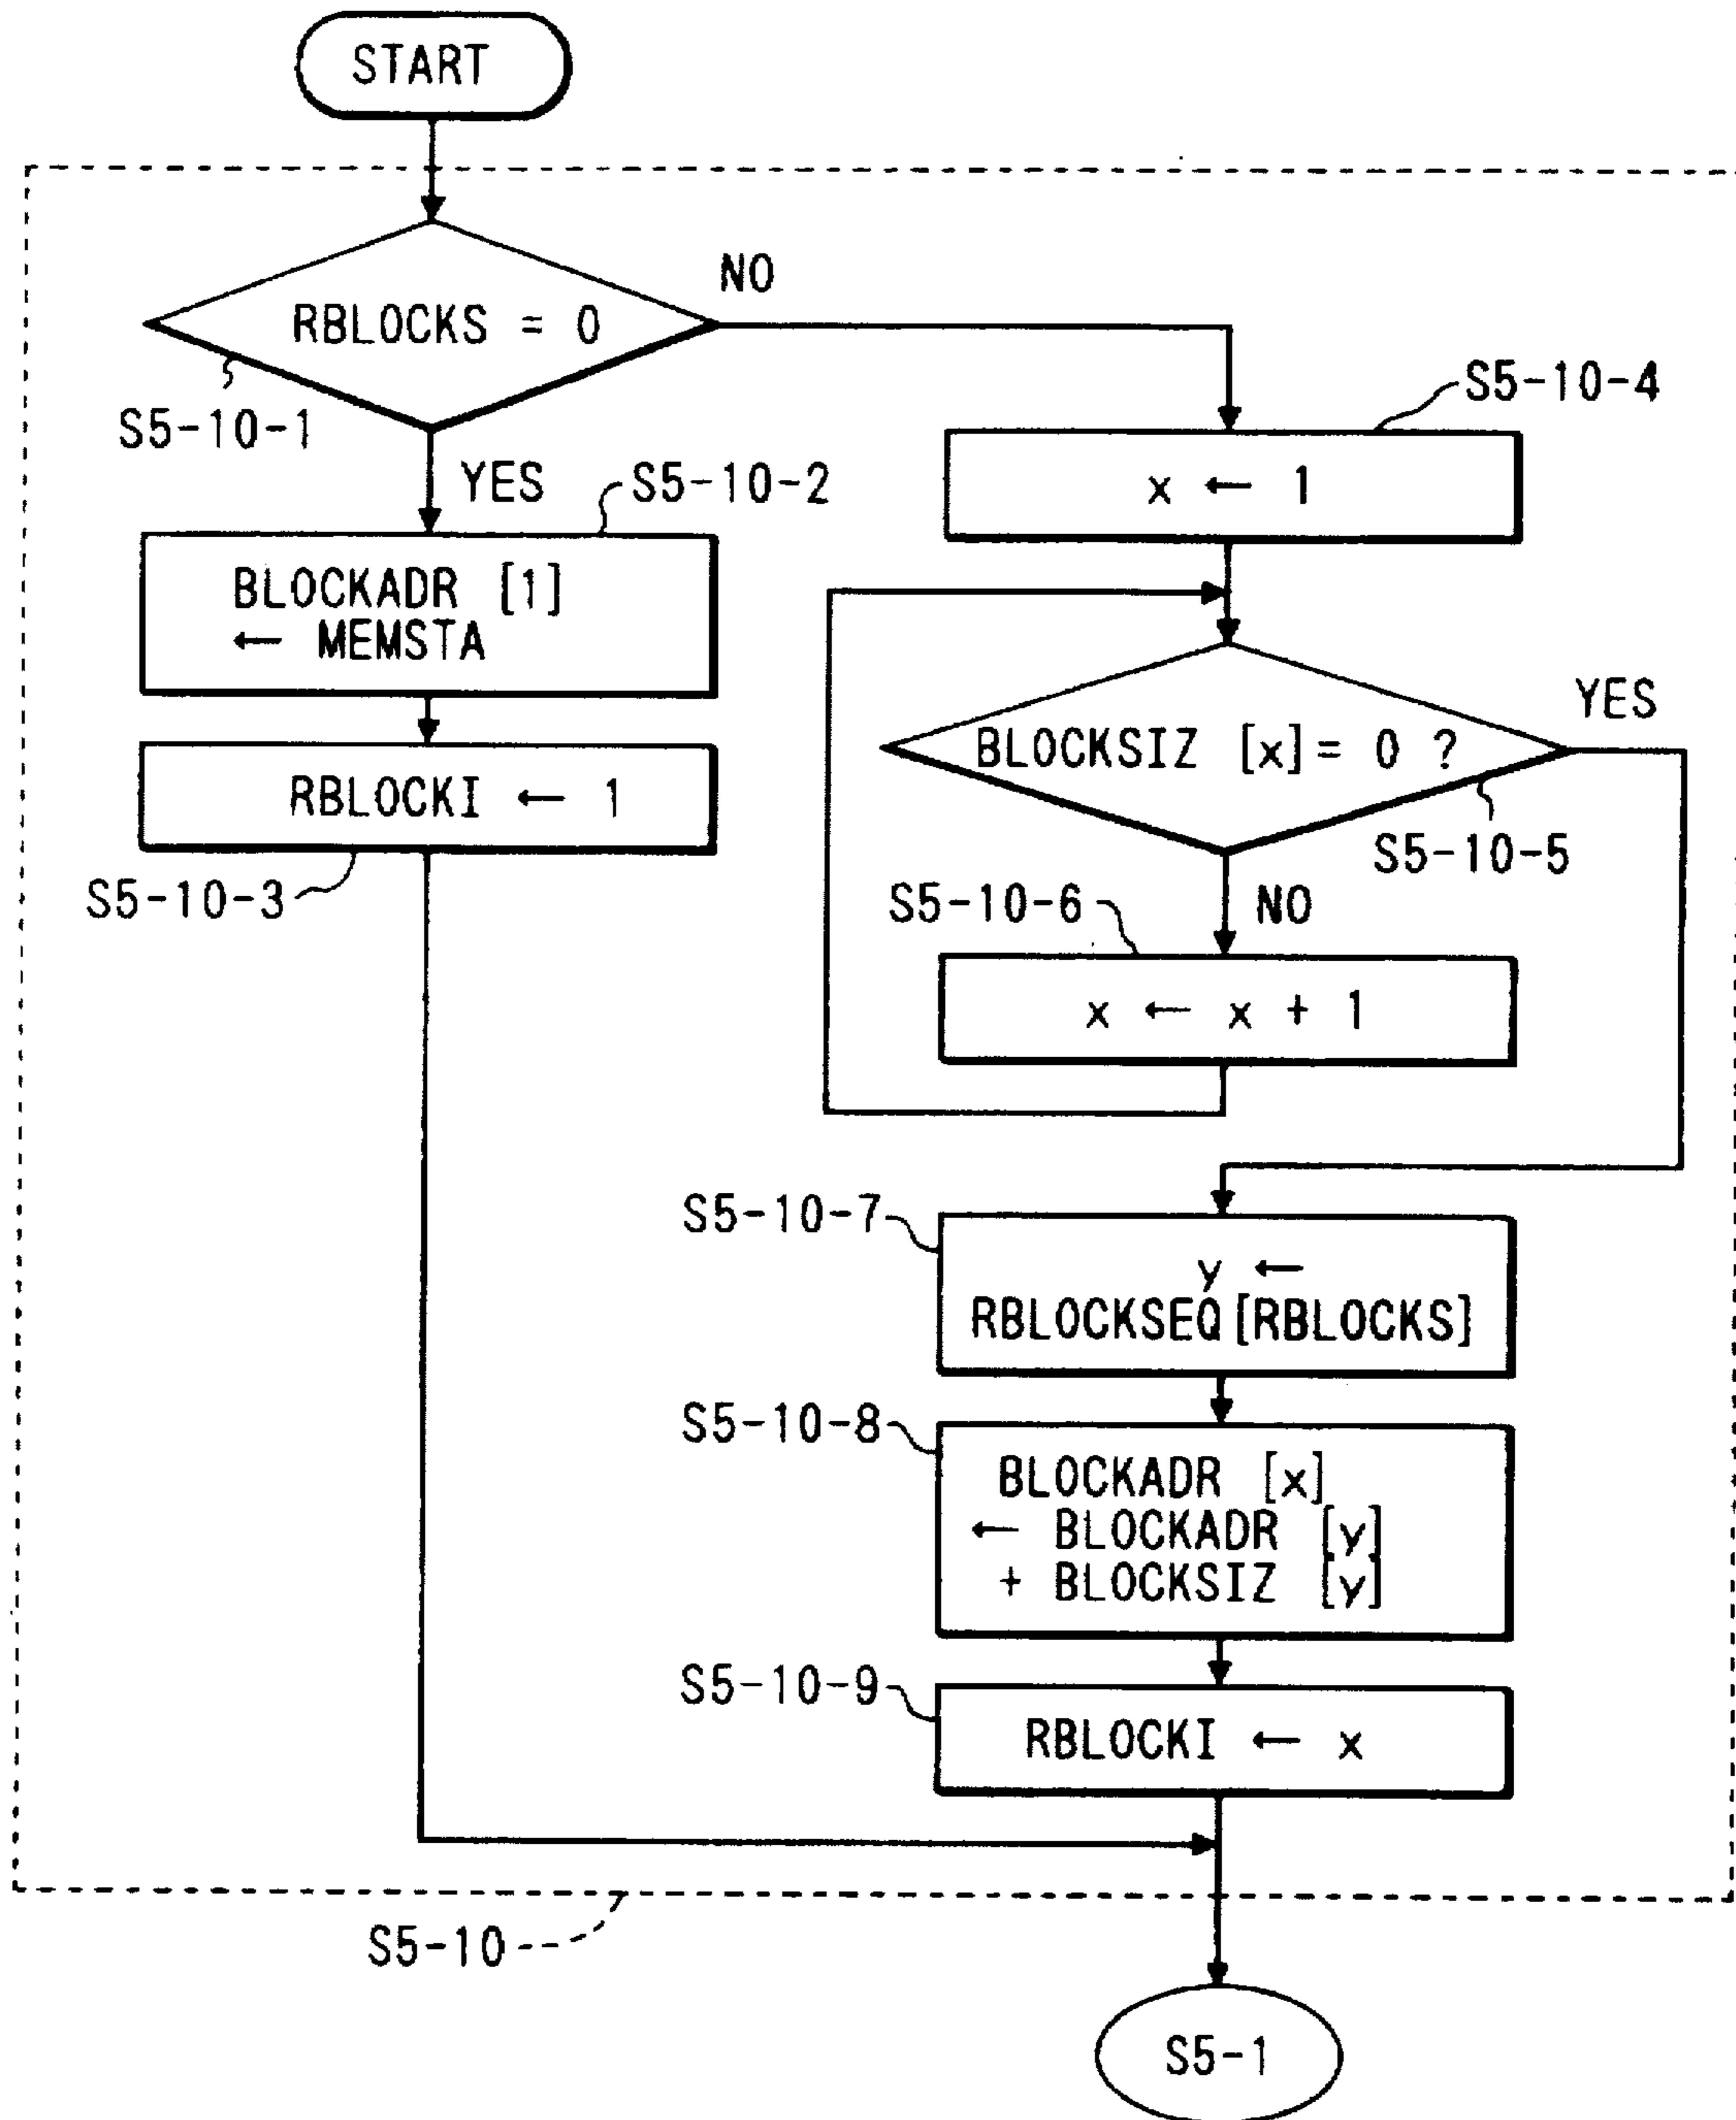 START
RBLOCKS = 0
NO
S5-10-1
YES
S5-10-2
BLOCKADR [1]
← MEMSTA
RBLOCKI ← 1
S5-10-3
S5-10-4
x ← 1
BLOCKSIZ [x] = 0 ?
YES
S5-10-5
NO
S5-10-6
x ← x + 1
S5-10-7
y ←
RBLOCKSEQ[RBLOCKS]
S5-10-8
BLOCKADR [x]
← BLOCKADR [y]
+ BLOCKSIZ [y]
S5-10-9
RBLOCKI ← x
S5-10
S5-1